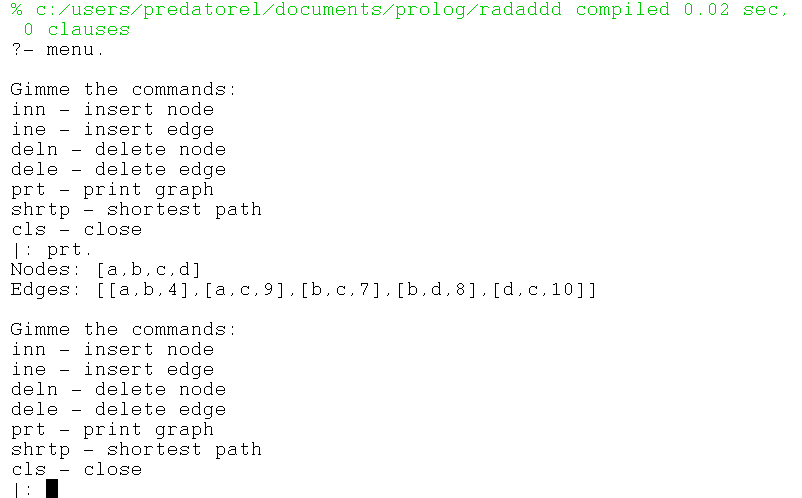 % c:/users/predatorel/documents/prolog/radaddd compiled 0.02 sec,
0 clauses
?- menu.
Gimme the commands:
inn - insert node
ine - insert edge
deln - delete node
dele - delete edge
prt - print graph
shrtp - shortest path
cls - close
|: prt.
Nodes: [a,b,c,d]
Edges: [[a,b,4],[a,c,9],[b,c,7],[b,d,8],[d,c,10]]
Gimme the commands:
inn - insert node
ine - insert edge
deln - delete node
dele - delete edge
prt - print graph
shrtp - shortest path
cls - close
|: